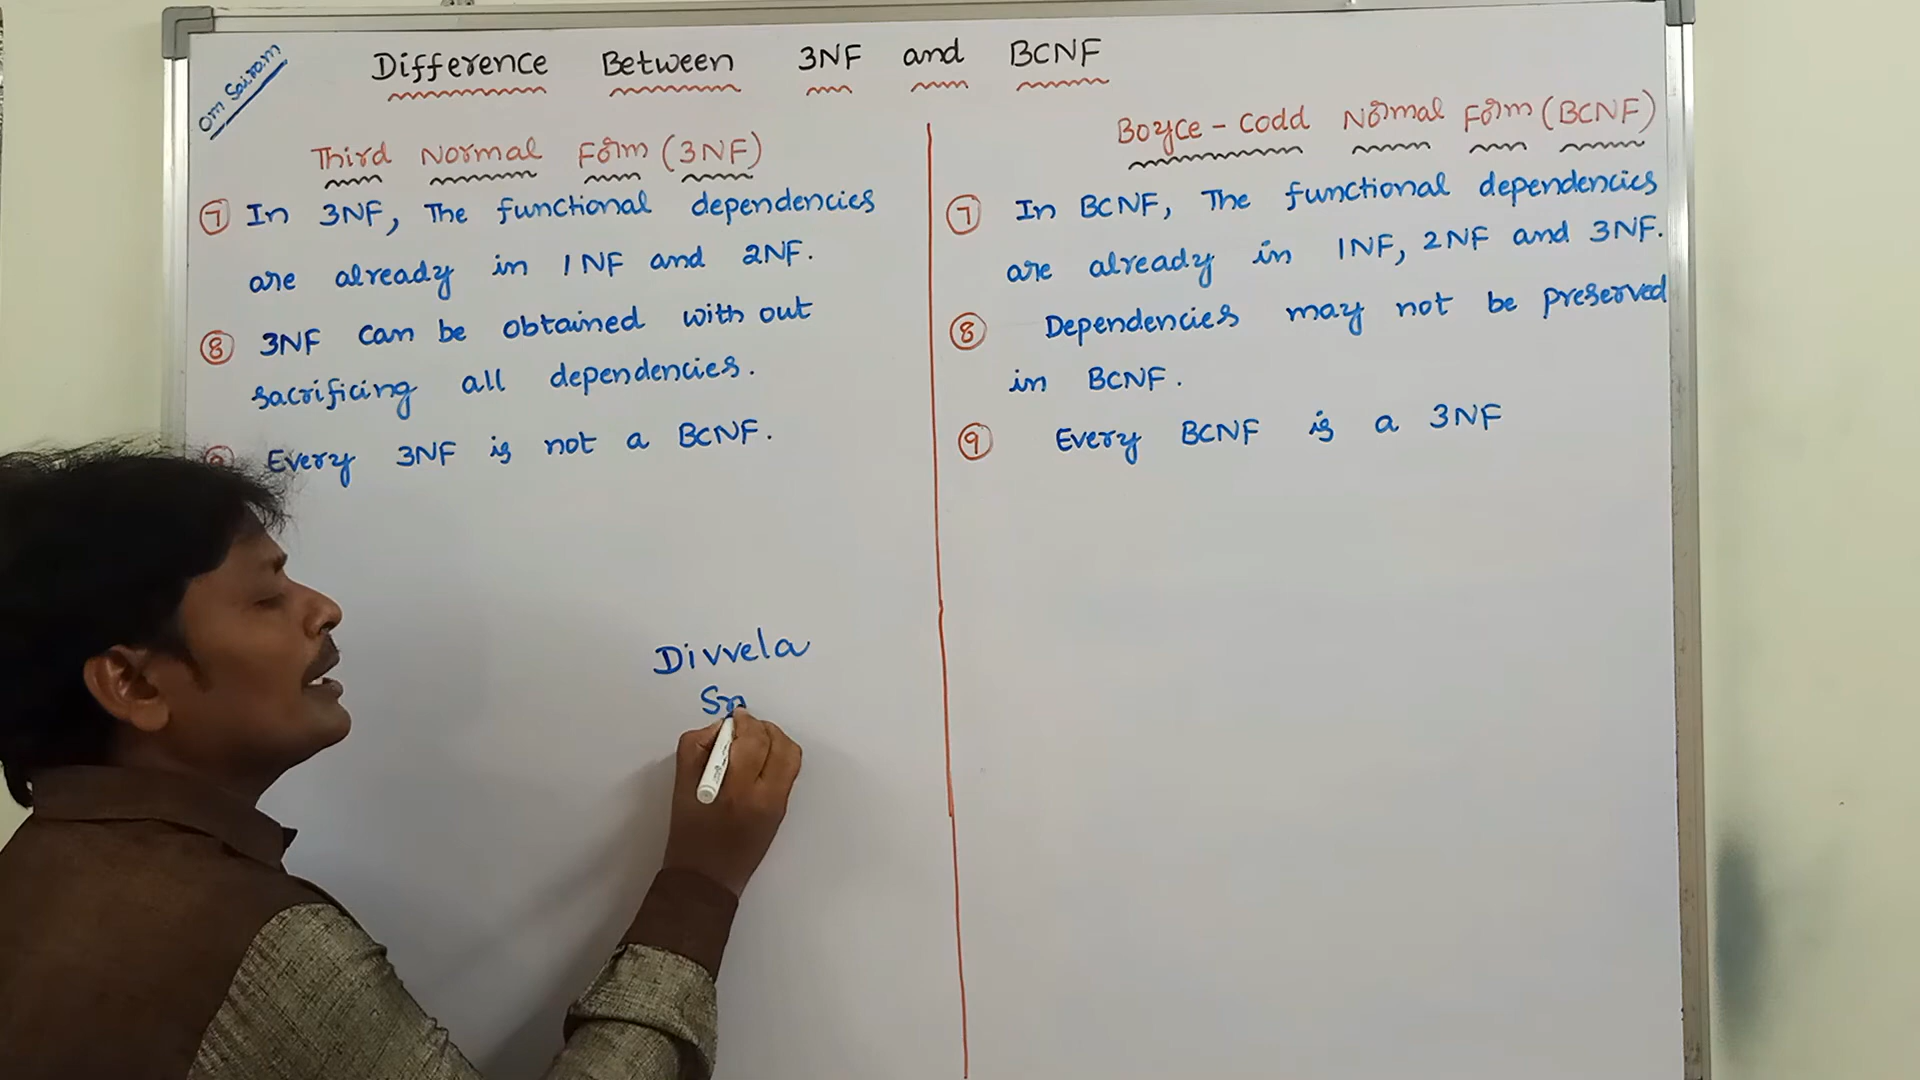 Om Sairam
Difference Between 3NF and BCNF
Third Normal Form (3NF)
7 In 3NF, The functional dependencies
are already in 1NF and 2NF.
8 3NF can be obtained with out
sacrificing all dependencies.
Every 3NF is not a BCNF.
Divvela
Boyce-Codd Normal Form (BCNF)
7 In BCNF, The functional dependencies
are already in 1NF, 2NF and 3NF.
8 Dependencies may not be preserved
in BCNF.
9 Every BCNF is a 3NF